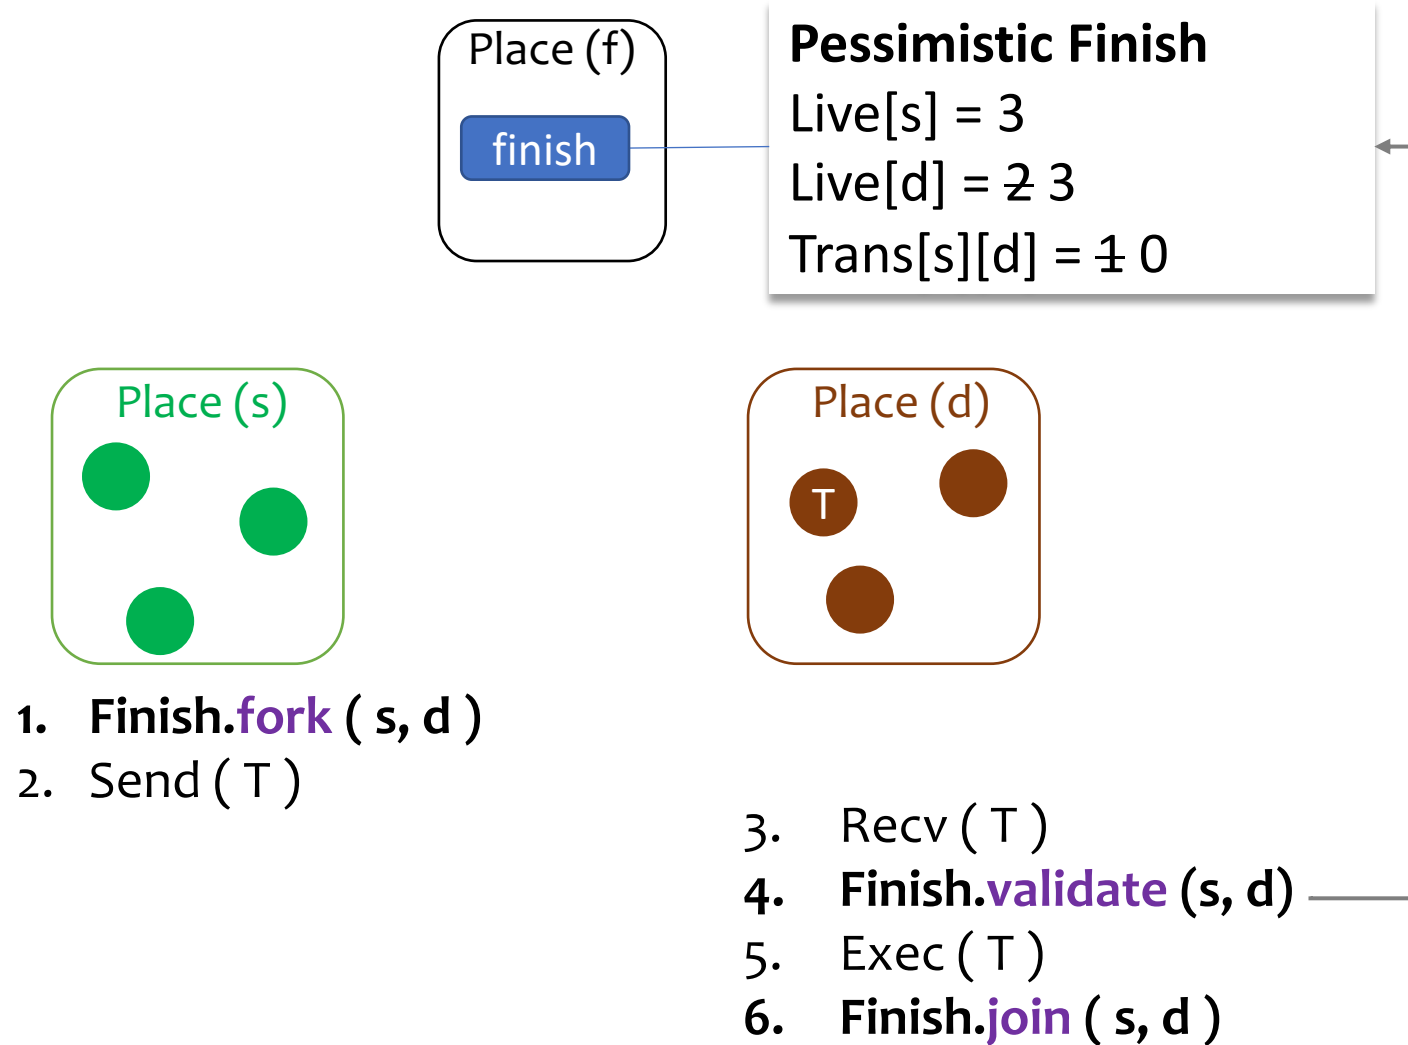 Place (f)
finish
Pessimistic Finish
Live[s] = 3
Live[d] = 2 3
Trans[s][d] = 1 0
Place (s)
Place (d)
T
1. Finish.fork ( s, d )
2. Send ( T )
3. Recv ( T )
4. Finish.validate (s, d)
5. Exec ( T )
6. Finish.join ( s, d )